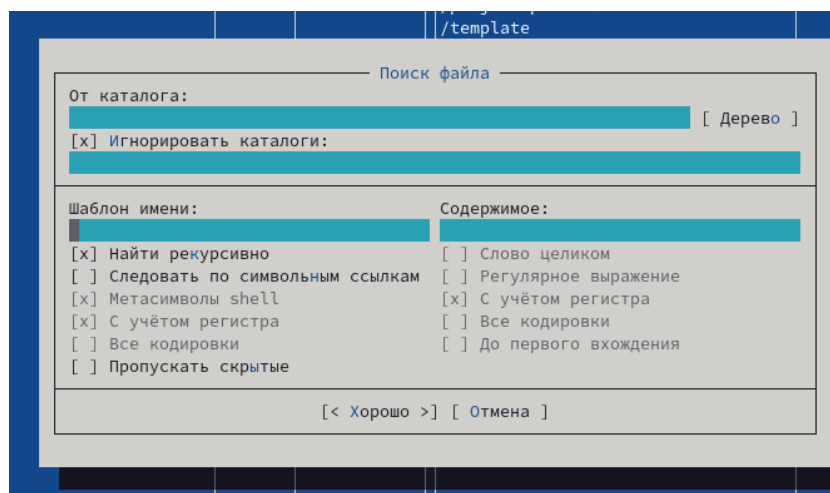 /template
Поиск файла
От каталога:
[ Дерево ]
[x] Игнорировать каталоги:
Шаблон имени:
Содержимое:
[x] Найти рекурсивно
[ ] Слово целиком
[ ] Следовать по символьным ссылкам
[ ] Регулярное выражение
[x] Метасимволы shell
[x] С учётом регистра
[x] С учётом регистра
[ ] Все кодировки
[ ] Все кодировки
[ ] До первого вхождения
[ ] Пропускать скрытые
[< Хорошо >] [ Отмена ]